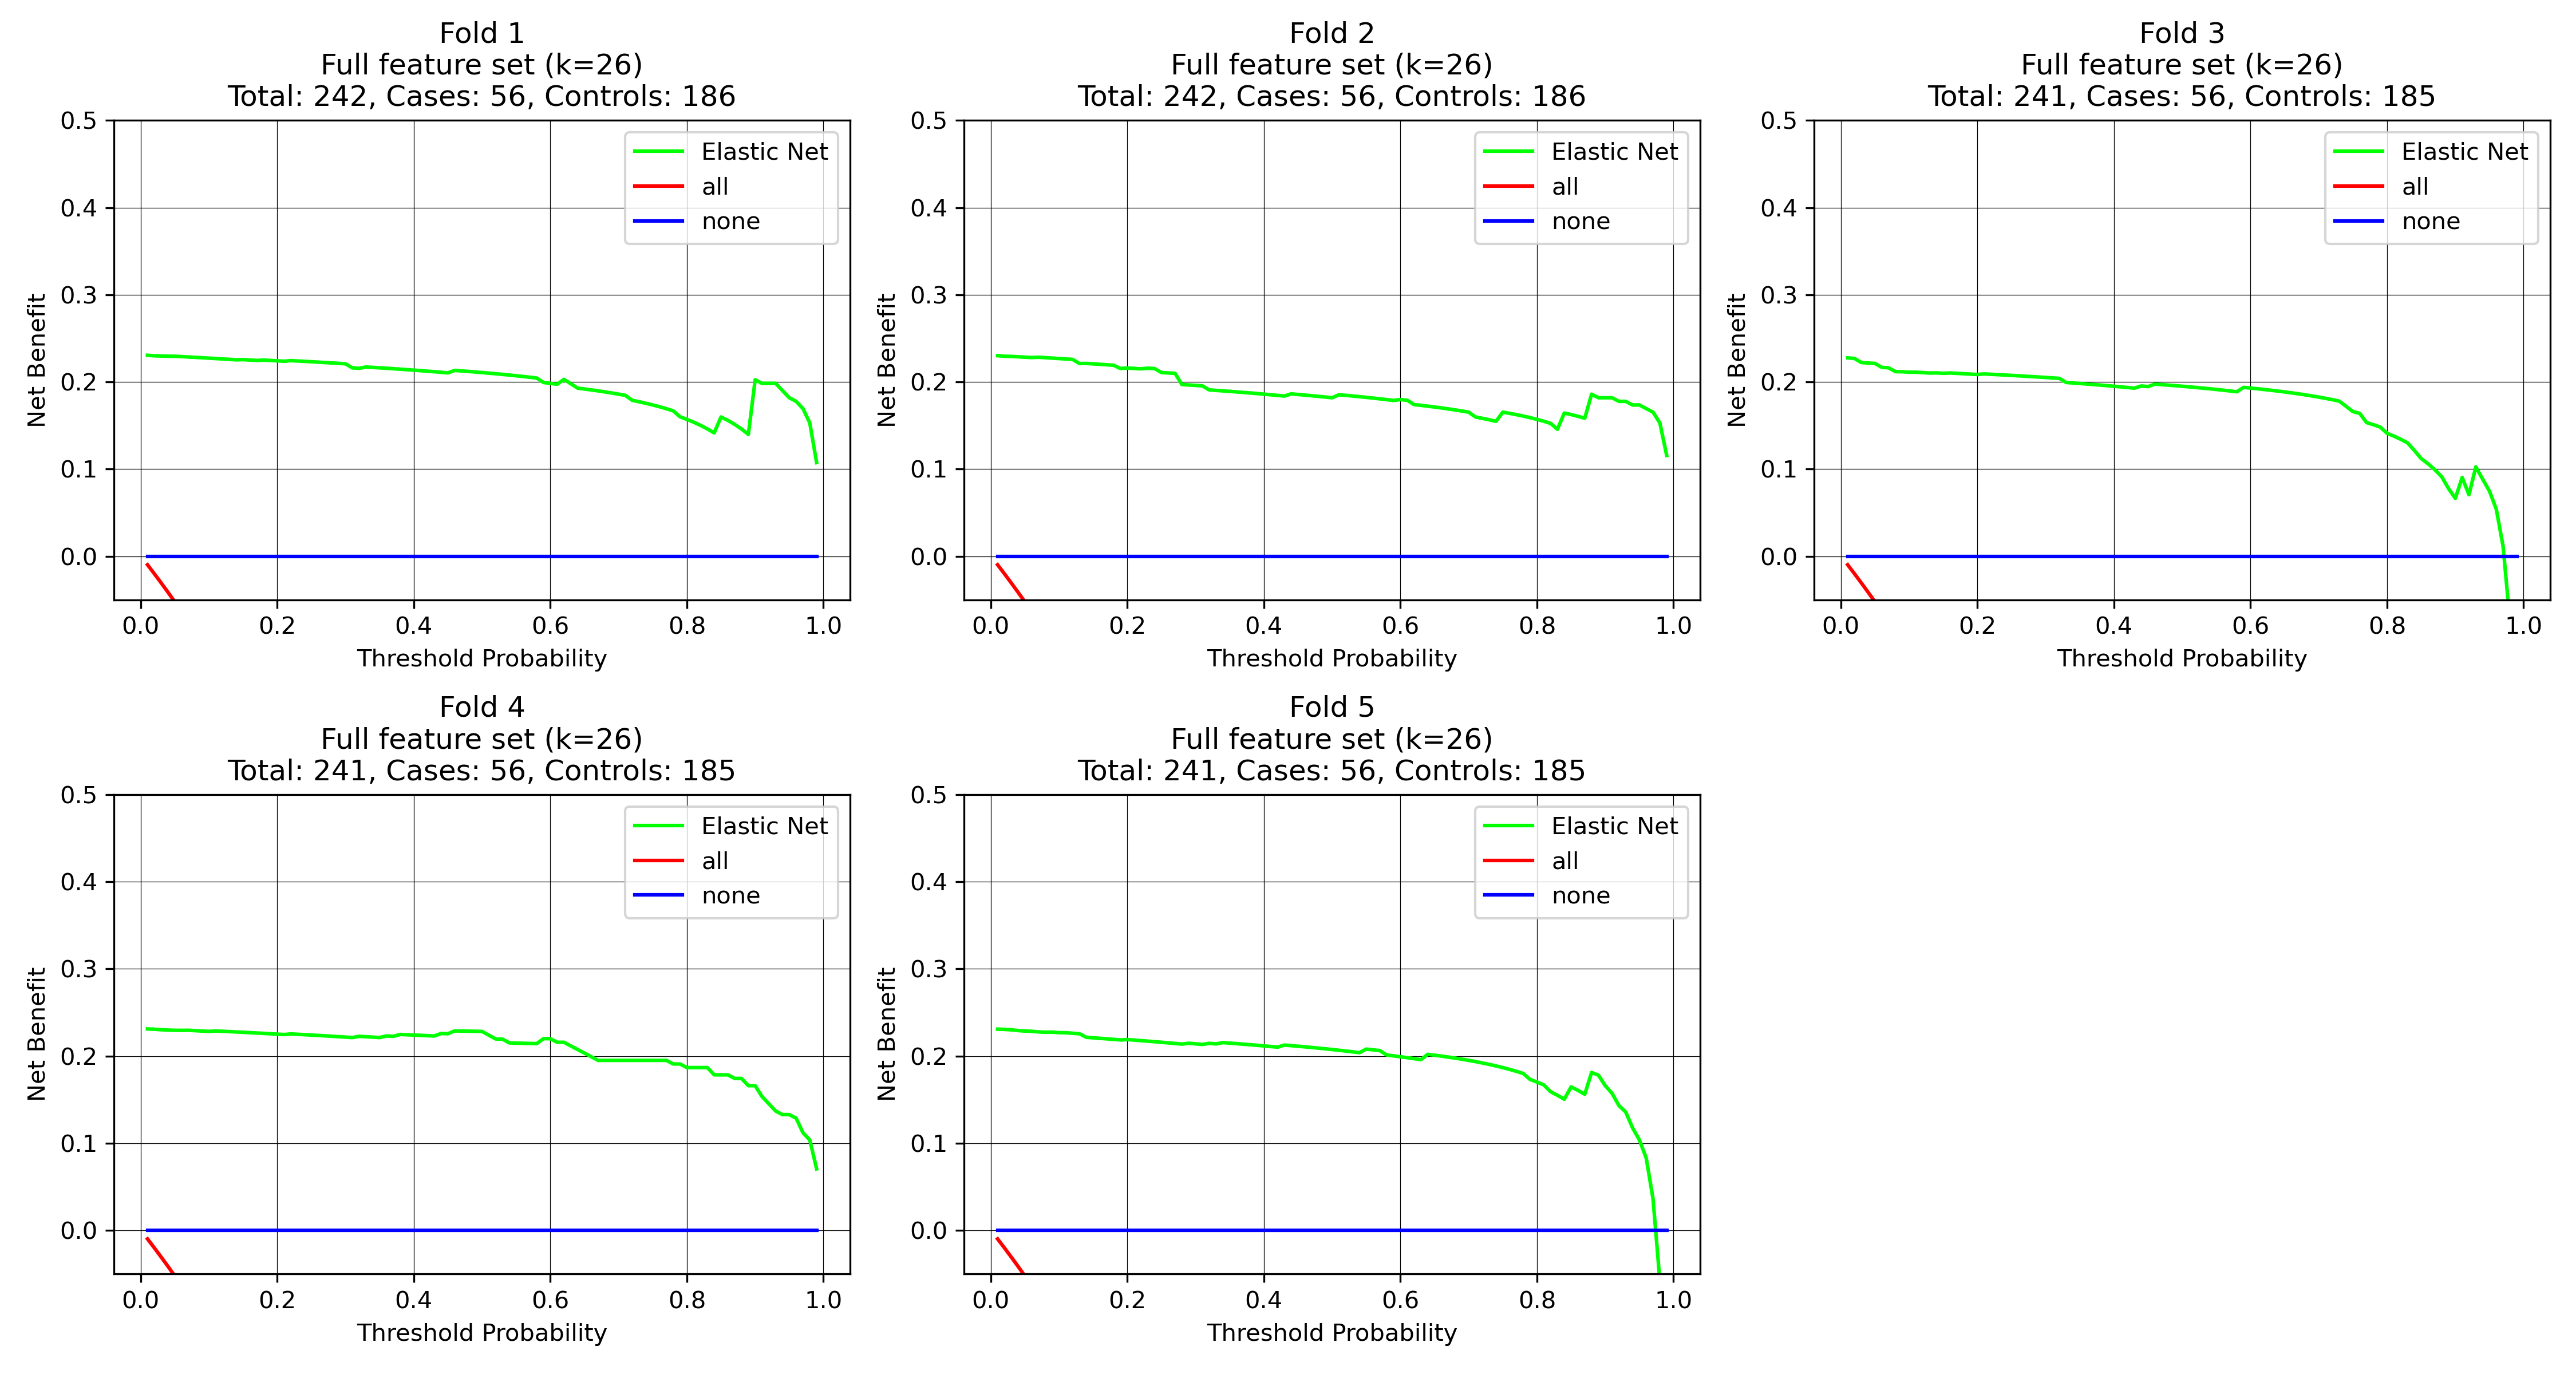 Fold 1
Full feature set (k=26)
Total: 242, Cases: 56, Controls: 186
0.5
0.4
0.3
0.2
0.1
0.0
Net Benefit
Elastic Net
all
none
0.0 0.2 0.4 0.6 0.8 1.0
Threshold Probability
Fold 2
Full feature set (k=26)
Total: 242, Cases: 56, Controls: 186
0.5
0.4
0.3
0.2
0.1
0.0
Net Benefit
Elastic Net
all
none
0.0 0.2 0.4 0.6 0.8 1.0
Threshold Probability
Fold 3
Full feature set (k=26)
Total: 241, Cases: 56, Controls: 185
0.5
0.4
0.3
0.2
0.1
0.0
Net Benefit
Elastic Net
all
none
0.0 0.2 0.4 0.6 0.8 1.0
Threshold Probability
Fold 4
Full feature set (k=26)
Total: 241, Cases: 56, Controls: 185
0.5
0.4
0.3
0.2
0.1
0.0
Net Benefit
Elastic Net
all
none
0.0 0.2 0.4 0.6 0.8 1.0
Threshold Probability
Fold 5
Full feature set (k=26)
Total: 241, Cases: 56, Controls: 185
0.5
0.4
0.3
0.2
0.1
0.0
Net Benefit
Elastic Net
all
none
0.0 0.2 0.4 0.6 0.8 1.0
Threshold Probability